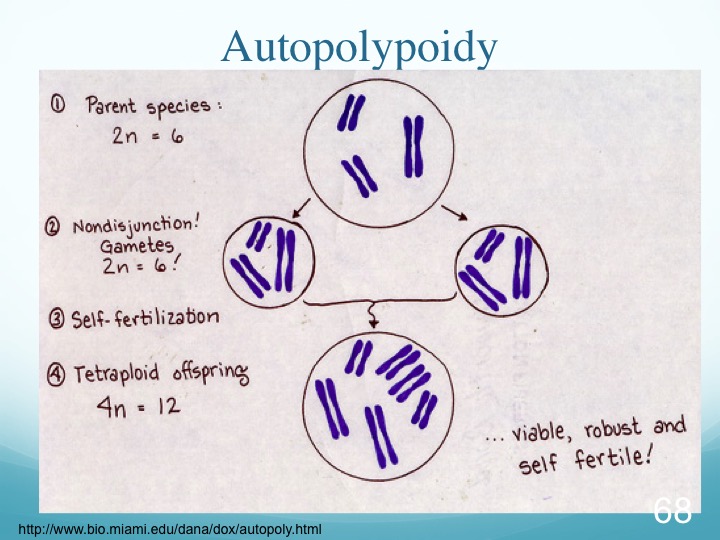 Autopolypoidy
① Parent species:
2n = 6
② Nondisjunction!
Gametes
2n = 6!
③ Self-fertilization
④ Tetraploid offspring
4n = 12
... viable, robust and
self fertile!
68
http://www.bio.miami.edu/dana/dox/autopoly.html